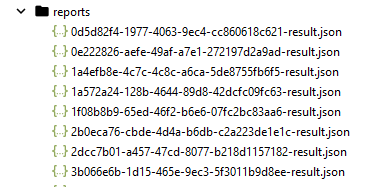 reports
0d5d82f4-1977-4063-9ec4-cc860618c621-result.json
0e222826-aefe-49af-a7e1-272197d2a9ad-result.json
1a4efb8e-4c7c-4c8c-a6ca-5de8755fb6f5-result.json
1a572a24-128b-4644-89d8-42dcfc09fc63-result.json
1f08b8b9-65ed-46f2-b6e6-07fc2bc83aa6-result.json
2b0eca76-cbde-4d4a-b6db-c2a223de1e1c-result.json
2dcc7b01-a457-47cd-8077-b218d1157182-result.json
3b066e6b-1d15-465e-9ec3-5f3011b9d8ee-result.json